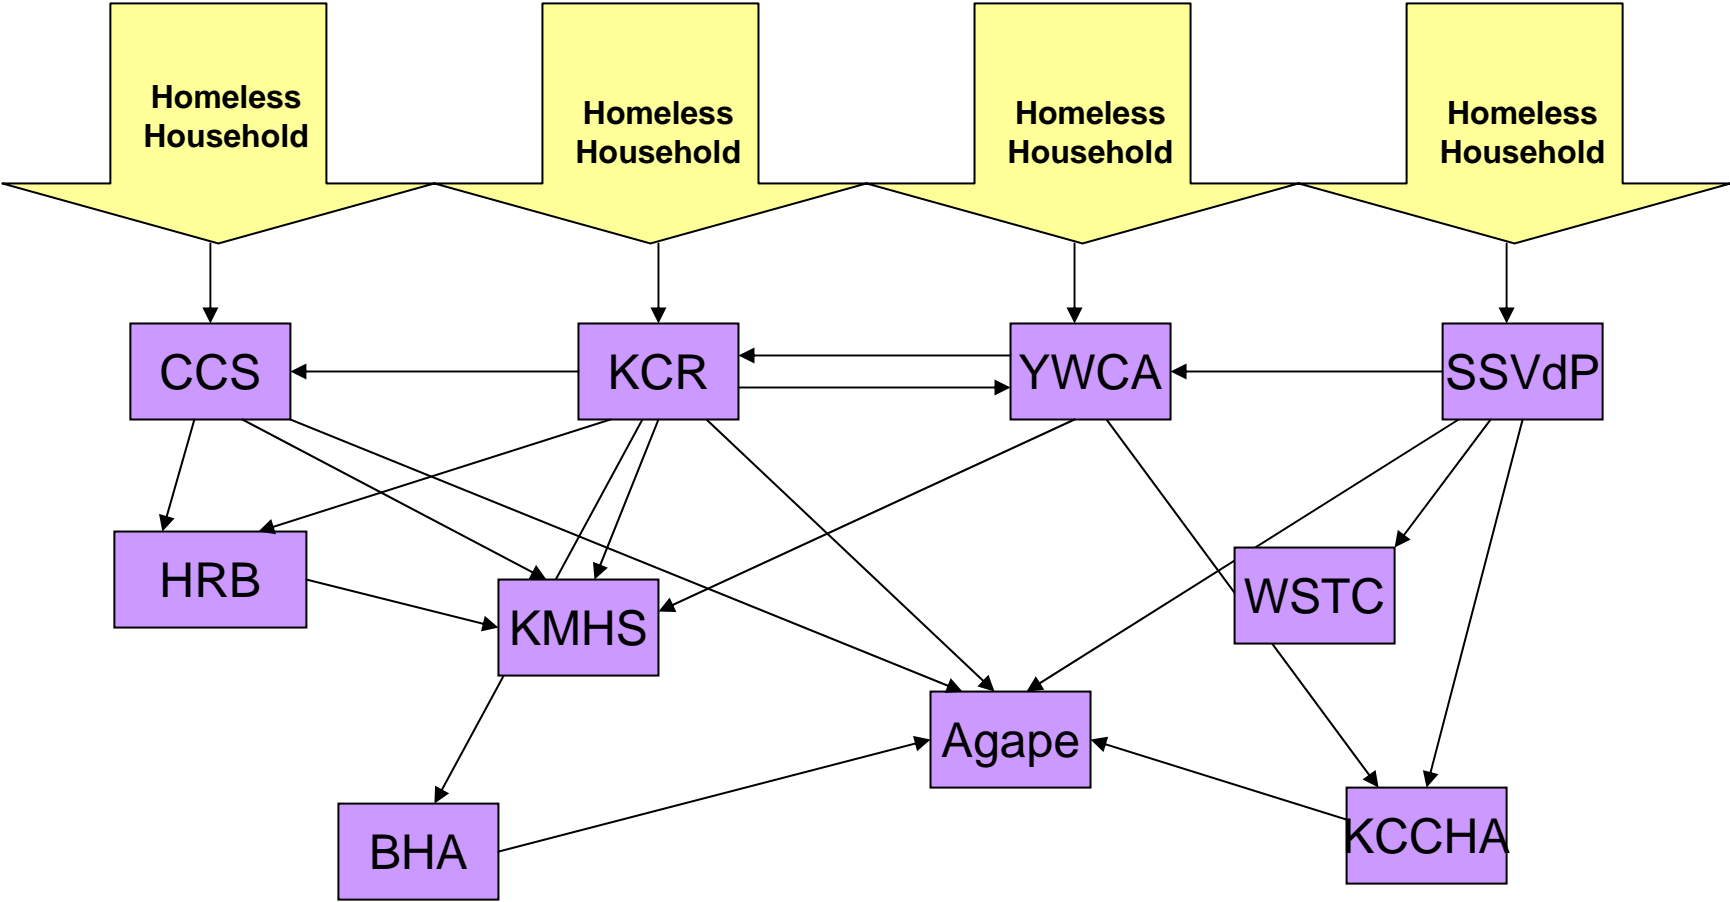 Homeless
Household
Homeless
Household
Homeless
Household
Homeless
Household
CCS
KCR
YWCA
SSVdP
HRB
KMHS
WSTC
Agape
BHA
KCCHA